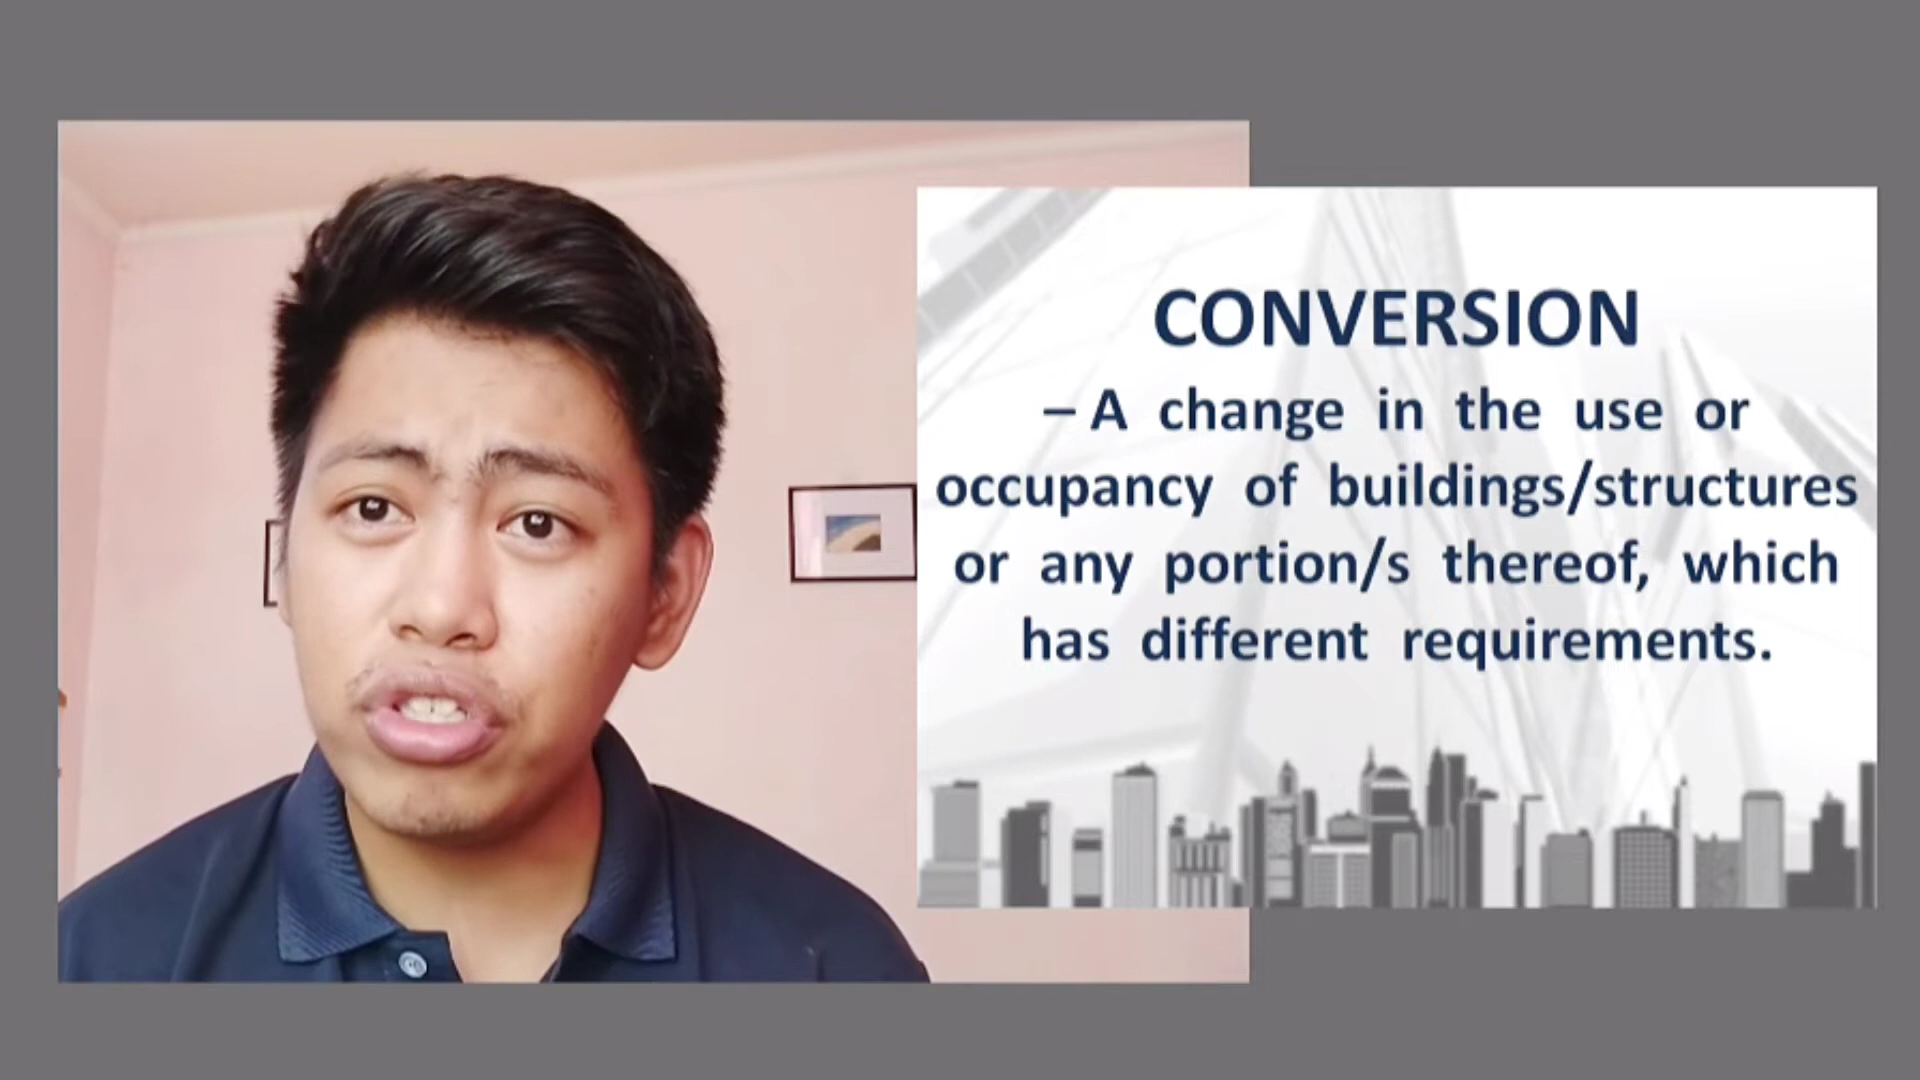 CONVERSION
– A change in the use or
occupancy of buildings/structures
or any portion/s thereof, which
has different requirements.